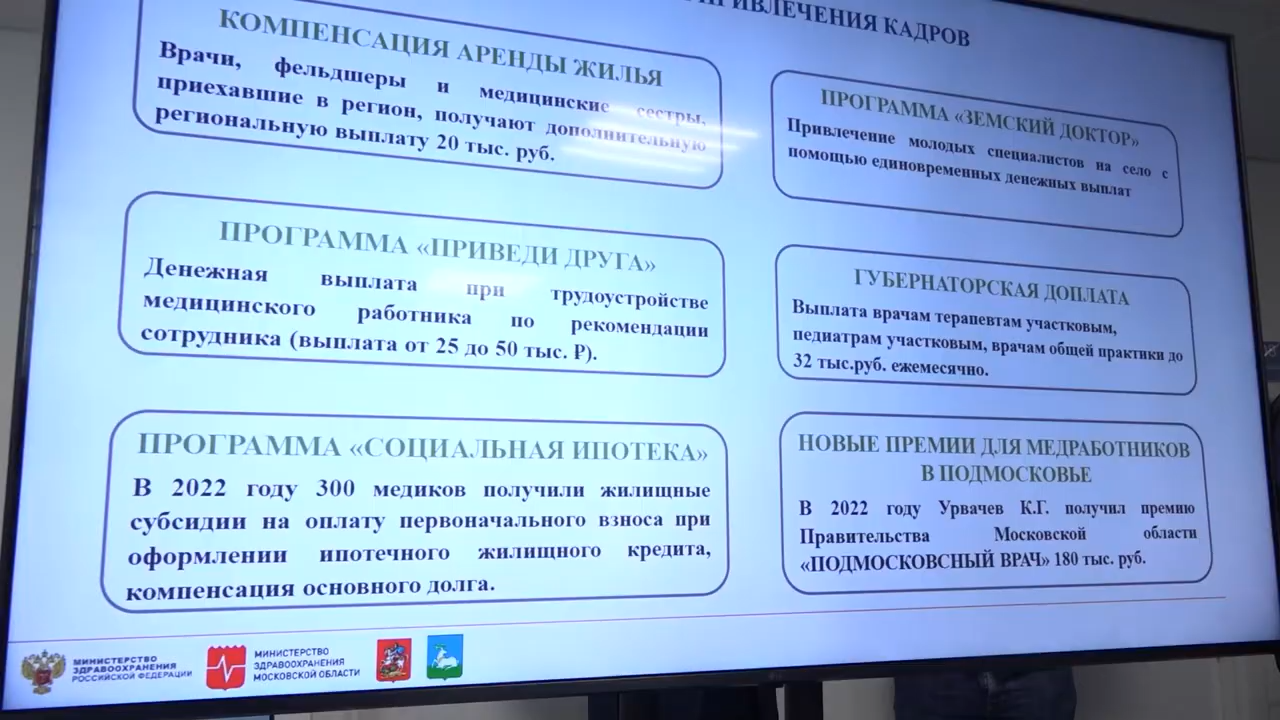 ПРИВЛЕЧЕНИЯ КАДРОВ
КОМПЕНСАЦИЯ АРЕНДЫ ЖИЛЬЯ
Врачи, фельдшеры и медицинские сестры,
приехавшие в регион, получают дополнительную
региональную выплату 20 тыс. руб.
ПРОГРАММА «ЗЕМСКИЙ ДОКТОР»
Привлечение молодых специалистов на село с
помощью единовременных денежных выплат
ПРОГРАММА «ПРИВЕДИ ДРУГА»
Денежная выплата при трудоустройстве
медицинского работника по рекомендации
сотрудника (выплата от 25 до 50 тыс. ₽).
ГУБЕРНАТОРСКАЯ ДОПЛАТА
Выплата врачам терапевтам участковым,
педиатрам участковым, врачам общей практики до
32 тыс.руб. ежемесячно.
ПРОГРАММА «СОЦИАЛЬНАЯ ИПОТЕКА»
В 2022 году 300 медиков получили жилищные
субсидии на оплату первоначального взноса при
оформлении ипотечного жилищного кредита,
компенсация основного долга.
НОВЫЕ ПРЕМИИ ДЛЯ МЕДРАБОТНИКОВ
В ПОДМОСКОВЬЕ
В 2022 году Урвачев К.Г. получил премию
Правительства Московской области
«ПОДМОСКОВСНЫЙ ВРАЧ» 180 тыс. руб.
МИНИСТЕРСТВО
ЗДРАВООХРАНЕНИЯ
РОССИЙСКОЙ ФЕДЕРАЦИИ
МИНИСТЕРСТВО
ЗДРАВООХРАНЕНИЯ
МОСКОВСКОЙ ОБЛАСТИ